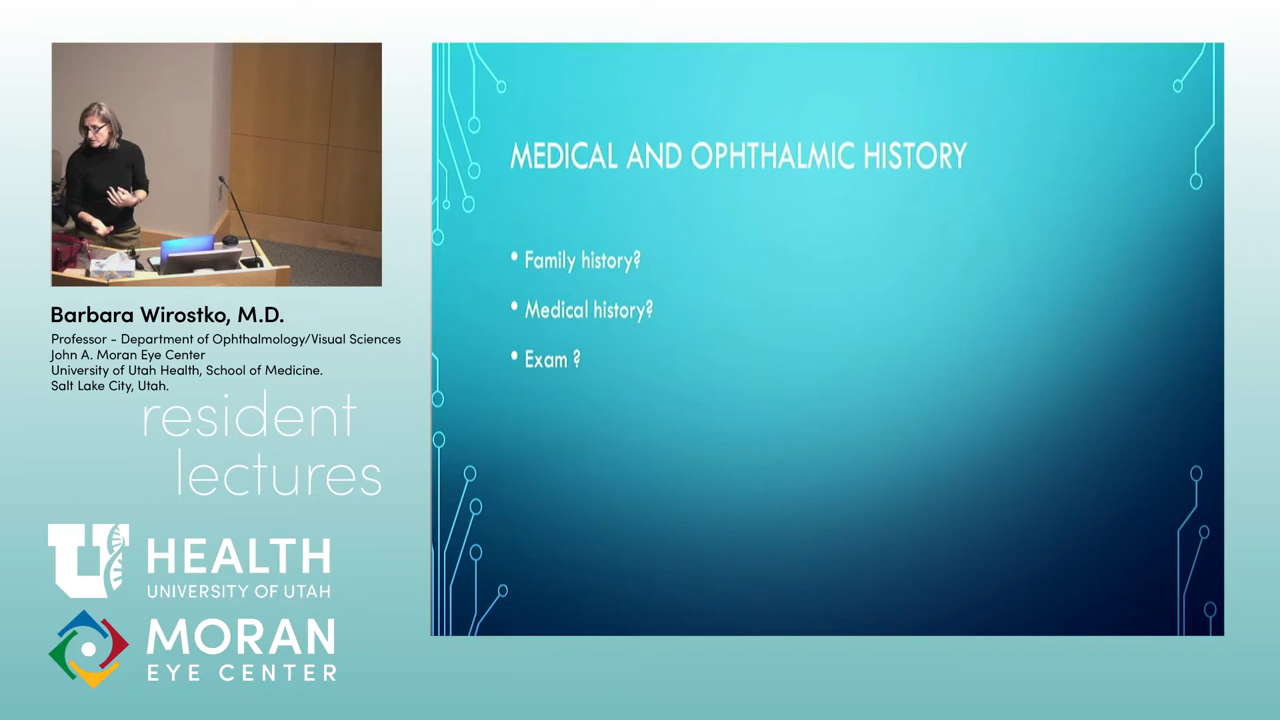 MEDICAL AND OPHTHALMIC HISTORY
• Family history?
• Medical history?
• Exam ?
Barbara Wirostko, M.D.
Professor - Department of Ophthalmology/Visual Sciences
John A. Moran Eye Center
University of Utah Health, School of Medicine.
Salt Lake City, Utah.
resident
lectures
U HEALTH
UNIVERSITY OF UTAH
MORAN
EYE CENTER